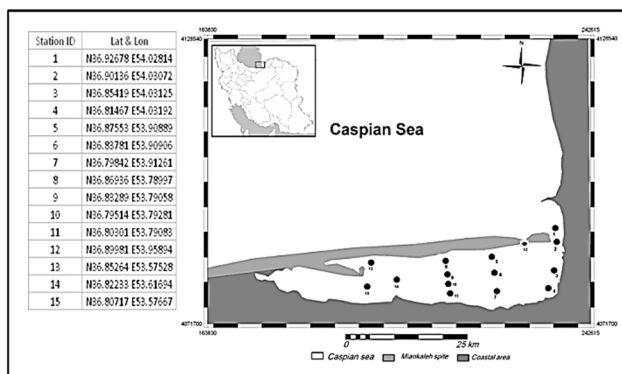 Station ID Lat & Lon
1 N36.92678 E54.02814
2 N36.90136 E54.03072
3 N36.85419 E54.03125
4 N36.81467 E54.03192
5 N36.87553 E53.90889
6 N36.83781 E53.90906
7 N36.79842 E53.91261
8 N36.86936 E53.78997
9 N36.83289 E53.79058
10 N36.79514 E53.79281
11 N36.80301 E53.79083
12 N36.89981 E53.95894
13 N36.85264 E53.57528
14 N36.82233 E53.61694
15 N36.80717 E53.57667
163830 242615
4128540 4128540
N
Caspian Sea
4071700 4071700
163830 242615
0 25 km
Caspian sea Miankaleh spite Coastal area